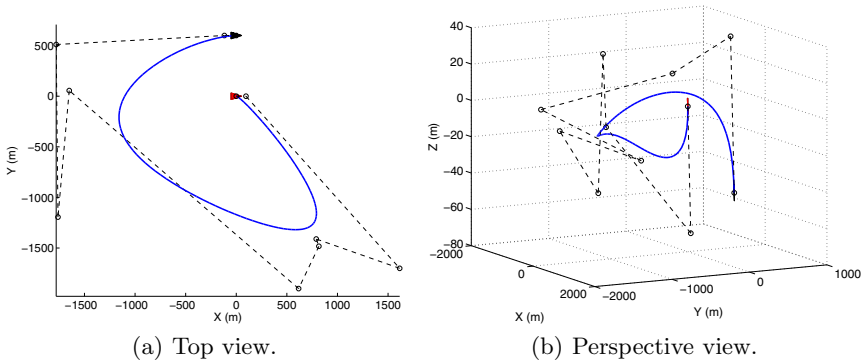 500
0
−500
−1000
−1500
Y (m)
−1500 −1000 −500 0 500 1000 1500
X (m)
(a) Top view.
40
20
0
−20
−40
−60
−80
Z (m)
−2000
0
2000
X (m)
−2000
−1000
0
1000
Y (m)
(b) Perspective view.